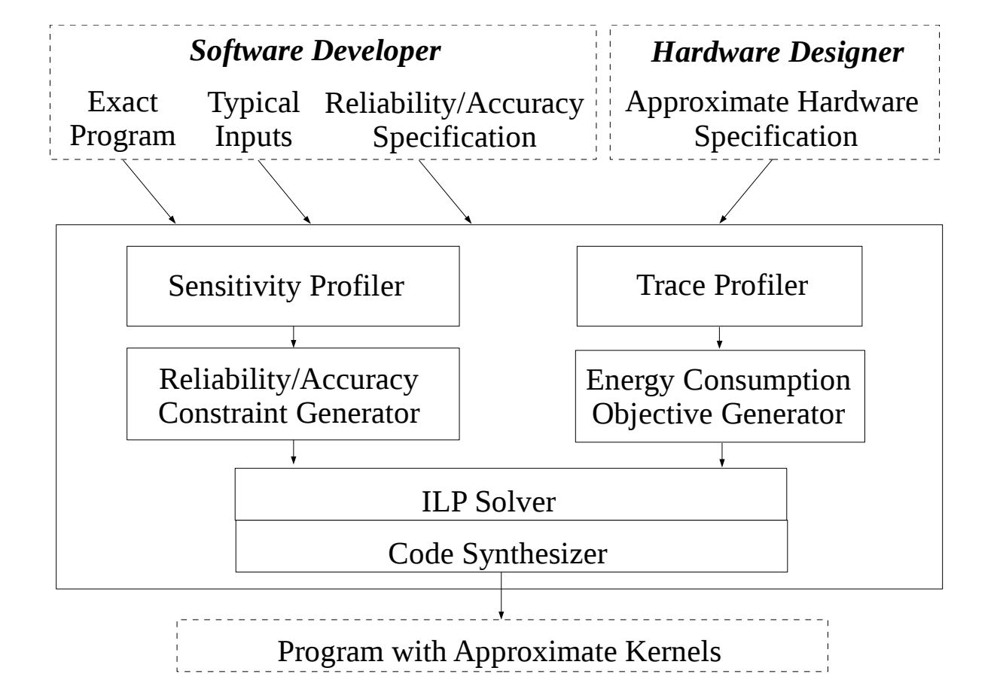 Software Developer
Exact
Program
Typical
Inputs
Reliability/Accuracy
Specification
Hardware Designer
Approximate Hardware
Specification
Sensitivity Profiler
Trace Profiler
Reliability/Accuracy
Constraint Generator
Energy Consumption
Objective Generator
ILP Solver
Code Synthesizer
Program with Approximate Kernels